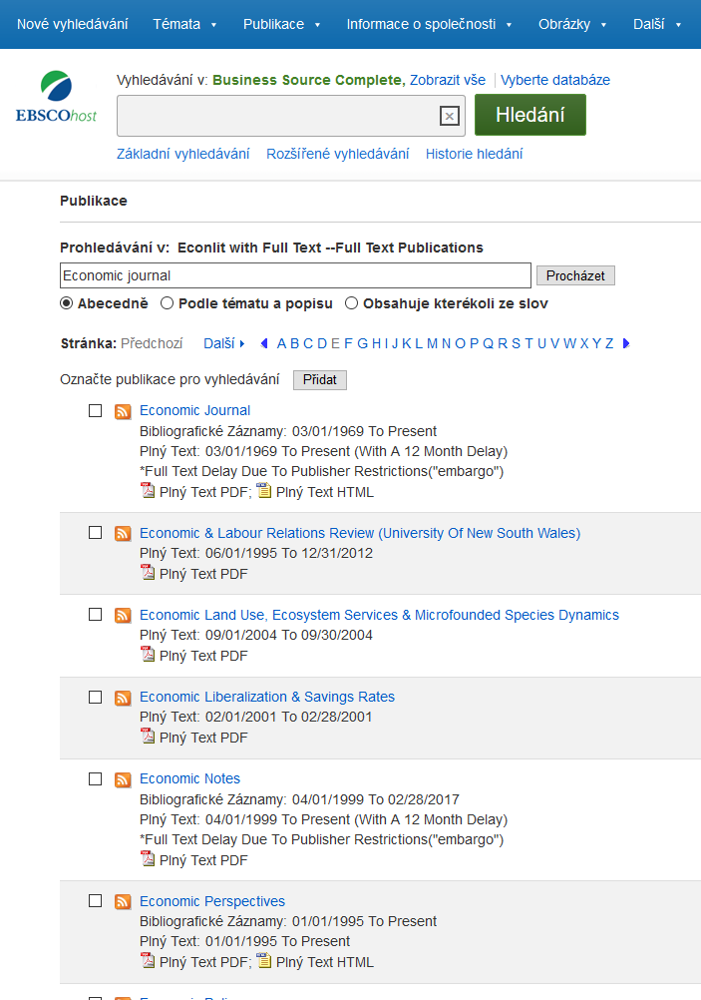 Nové vyhledávání Témata Publikace Informace o společnosti Obrázky Další
Vyhledávání v: Business Source Complete, Zobrazit vše | Vyberte databáze
EBSCOhost
Hledání
Základní vyhledávání Rozšířené vyhledávání Historie hledání
Publikace
Prohledávání v: Econlit with Full Text --Full Text Publications
Economic journal Procházet
Abecedně Podle tématu a popisu Obsahuje kterékoli ze slov
Stránka: Předchozí Další A B C D E F G H I J K L M N O P Q R S T U V W X Y Z
Označte publikace pro vyhledávání Přidat
Economic Journal
Bibliografické Záznamy: 03/01/1969 To Present
Plný Text: 03/01/1969 To Present (With A 12 Month Delay)
*Full Text Delay Due To Publisher Restrictions("embargo")
Plný Text PDF; Plný Text HTML
Economic & Labour Relations Review (University Of New South Wales)
Plný Text: 06/01/1995 To 12/31/2012
Plný Text PDF
Economic Land Use, Ecosystem Services & Microfounded Species Dynamics
Plný Text: 09/01/2004 To 09/30/2004
Plný Text PDF
Economic Liberalization & Savings Rates
Plný Text: 02/01/2001 To 02/28/2001
Plný Text PDF
Economic Notes
Bibliografické Záznamy: 04/01/1999 To 02/28/2017
Plný Text: 04/01/1999 To Present (With A 12 Month Delay)
*Full Text Delay Due To Publisher Restrictions("embargo")
Plný Text PDF
Economic Perspectives
Bibliografické Záznamy: 01/01/1995 To Present
Plný Text: 01/01/1995 To Present
Plný Text PDF; Plný Text HTML